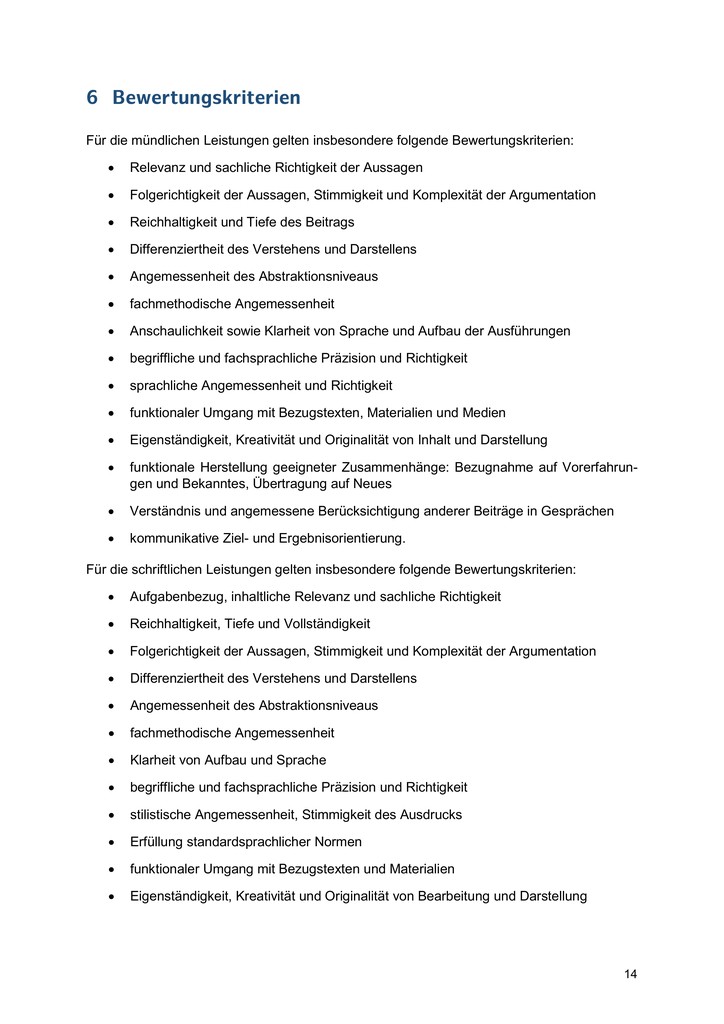 6 Bewertungskriterien
Für die mündlichen Leistungen gelten insbesondere folgende Bewertungskriterien:
• Relevanz und sachliche Richtigkeit der Aussagen
• Folgerichtigkeit der Aussagen, Stimmigkeit und Komplexität der Argumentation
• Reichhaltigkeit und Tiefe des Beitrags
• Differenziertheit des Verstehens und Darstellens
• Angemessenheit des Abstraktionsniveaus
• fachmethodische Angemessenheit
• Anschaulichkeit sowie Klarheit von Sprache und Aufbau der Ausführungen
• begriffliche und fachsprachliche Präzision und Richtigkeit
• sprachliche Angemessenheit und Richtigkeit
• funktionaler Umgang mit Bezugstexten, Materialien und Medien
• Eigenständigkeit, Kreativität und Originalität von Inhalt und Darstellung
• funktionale Herstellung geeigneter Zusammenhänge: Bezugnahme auf Vorerfahrun-
gen und Bekanntes, Übertragung auf Neues
• Verständnis und angemessene Berücksichtigung anderer Beiträge in Gesprächen
• kommunikative Ziel- und Ergebnisorientierung.
Für die schriftlichen Leistungen gelten insbesondere folgende Bewertungskriterien:
• Aufgabenbezug, inhaltliche Relevanz und sachliche Richtigkeit
• Reichhaltigkeit, Tiefe und Vollständigkeit
• Folgerichtigkeit der Aussagen, Stimmigkeit und Komplexität der Argumentation
• Differenziertheit des Verstehens und Darstellens
• Angemessenheit des Abstraktionsniveaus
• fachmethodische Angemessenheit
• Klarheit von Aufbau und Sprache
• begriffliche und fachsprachliche Präzision und Richtigkeit
• stilistische Angemessenheit, Stimmigkeit des Ausdrucks
• Erfüllung standardsprachlicher Normen
• funktionaler Umgang mit Bezugstexten und Materialien
• Eigenständigkeit, Kreativität und Originalität von Bearbeitung und Darstellung
14